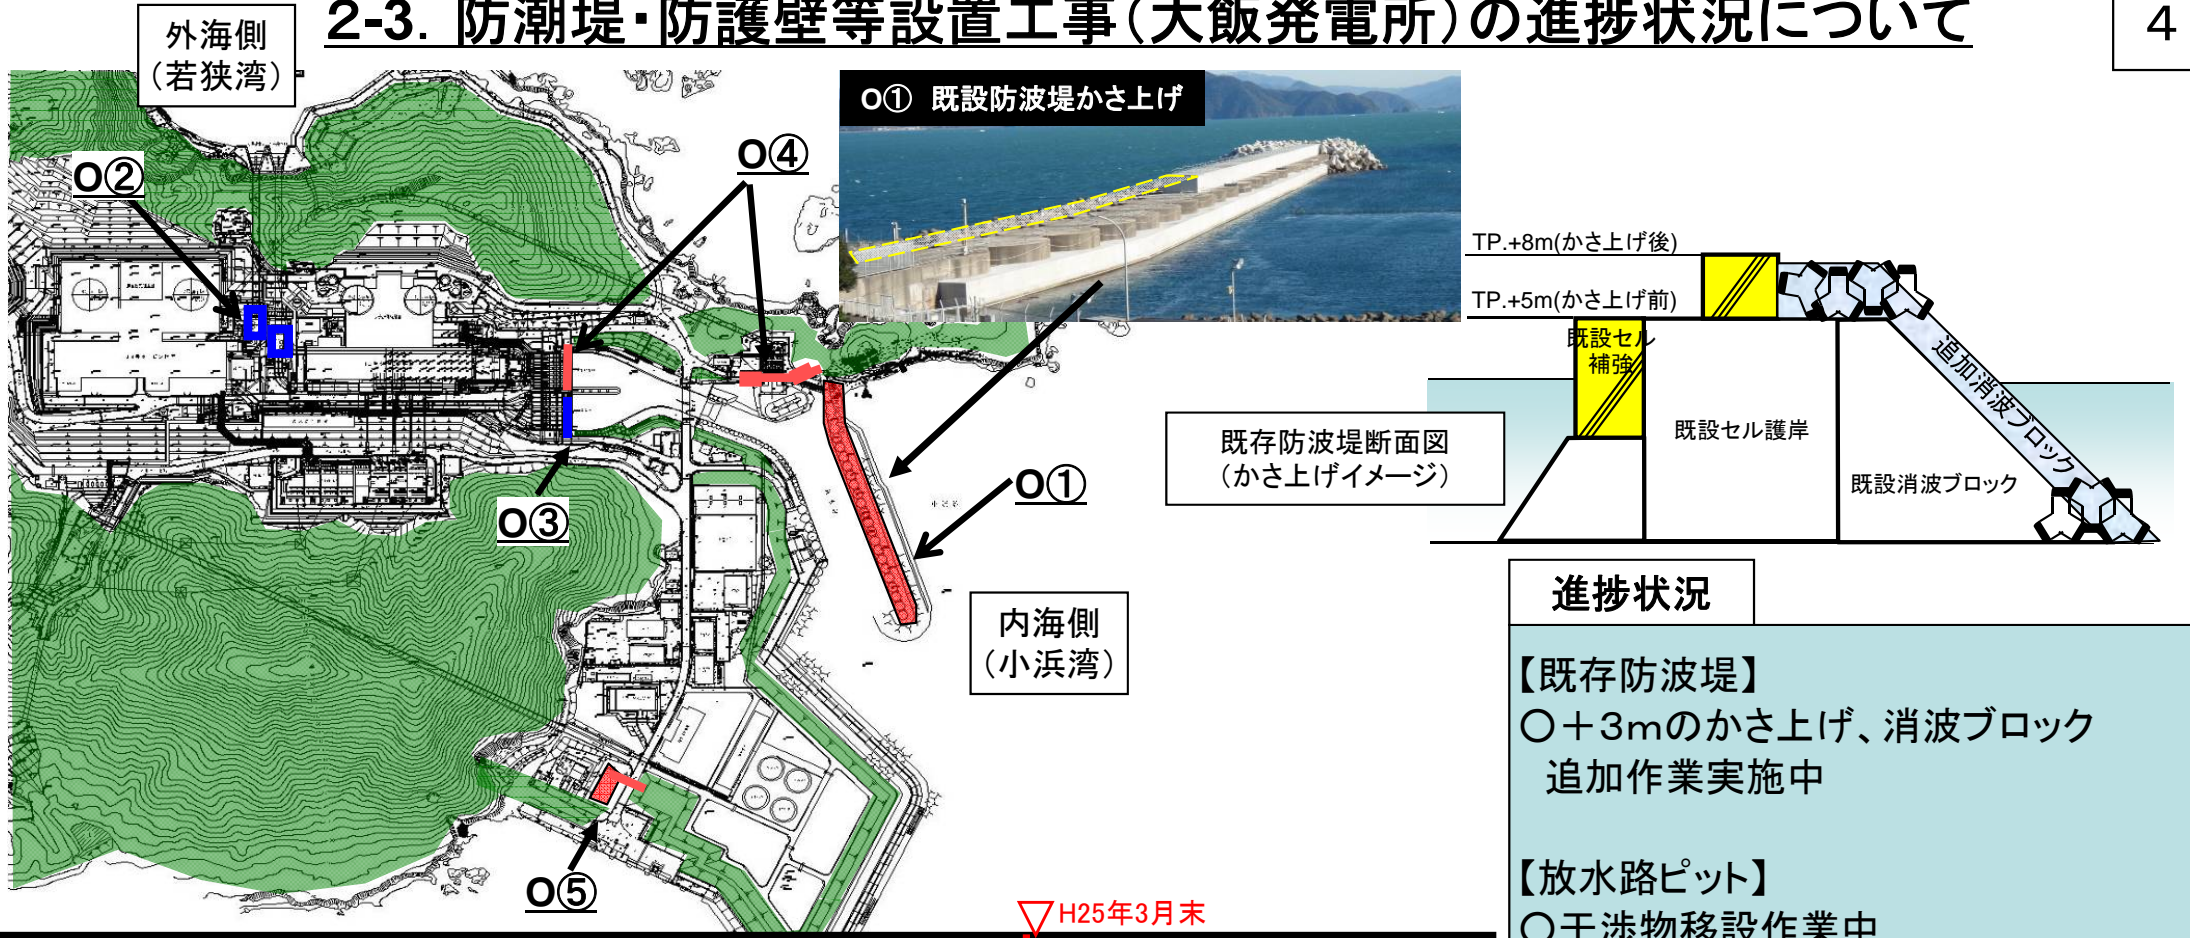 2-3. 防潮堤・防護壁等設置工事(大飯発電所)の進捗状況について
4
外海側
(若狭湾)
O① 既設防波堤かさ上げ
O②
O④
O③
O①
O⑤
内海側
(小浜湾)
TP.+8m(かさ上げ後)
TP.+5m(かさ上げ前)
既設セル
補強
追加消波ブロック
既設セル護岸
既設消波ブロック
既存防波堤断面図
(かさ上げイメージ)
進捗状況
【既存防波堤】
○+3mのかさ上げ、消波ブロック
追加作業実施中
【放水路ピット】
○干渉物移設作業中
▽H25年3月末